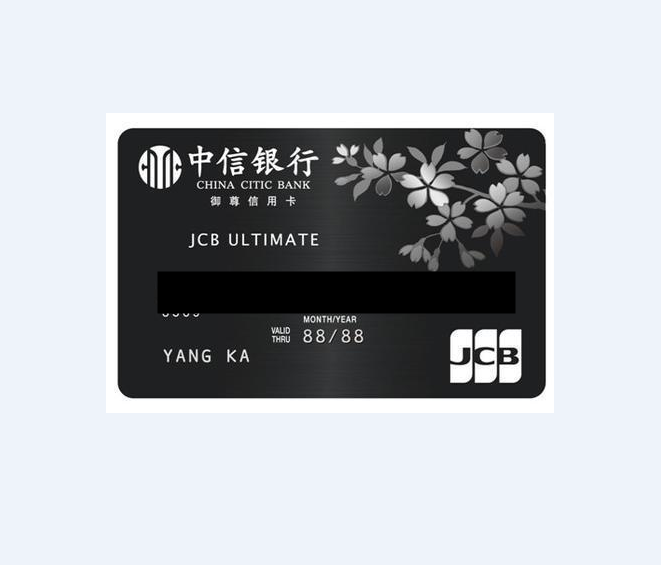 中信银行
CHINA CITIC BANK
御尊信用卡
JCB ULTIMATE
MONTH/YEAR
VALID THRU 88/88
YANG KA
JCB